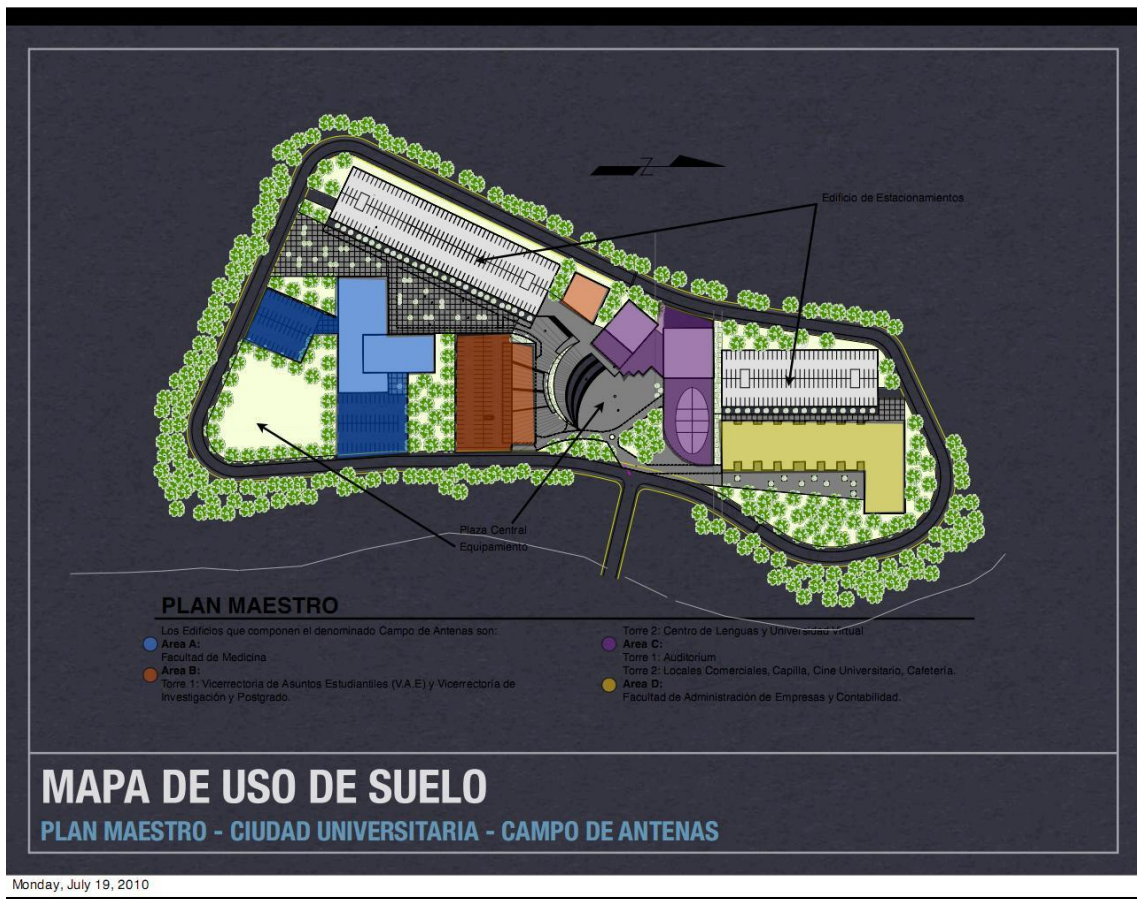 Z
Edificio de Estacionamientos
Plaza Central
Equipamiento
PLAN MAESTRO
Los Edificios que componen el denominado Campo de Antenas son:
Area A:
Facultad de Medicina
Area B:
Torre 1: Vicerrectoria de Asuntos Estudiantiles (V.A.E) y Vicerrectoría de
Investigación y Postgrado.
Torre 2: Centro de Lenguas y Universidad Virtual
Area C:
Torre 1: Auditorium
Torre 2: Locales Comerciales, Capilla, Cine Universitario, Cafetería.
Area D:
Facultad de Administración de Empresas y Contabilidad.
MAPA DE USO DE SUELO
PLAN MAESTRO - CIUDAD UNIVERSITARIA - CAMPO DE ANTENAS
Monday, July 19, 2010